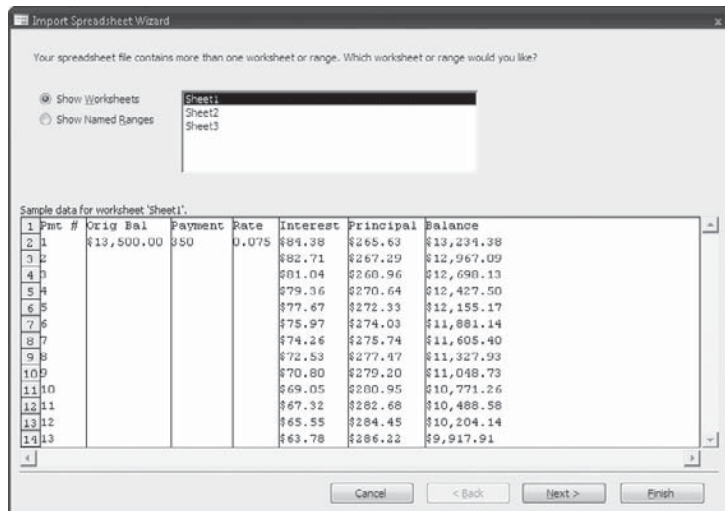 Import Spreadsheet Wizard
x
Your spreadsheet file contains more than one worksheet or range. Which worksheet or range would you like?
Show Worksheets
Show Named Ranges
Sheet1
Sheet2
Sheet3
Sample data for worksheet 'Sheet1'.
1 Pmt # Orig Bal Payment Rate Interest Principal Balance
2 1 $13,500.00 350 0.075 $84.38 $265.63 $13,234.38
3 2 $82.71 $267.29 $12,967.09
4 3 $81.04 $268.96 $12,698.13
5 4 $79.36 $270.64 $12,427.50
6 5 $77.67 $272.33 $12,155.17
7 6 $75.97 $274.03 $11,881.14
8 7 $74.26 $275.74 $11,605.40
9 8 $72.53 $277.47 $11,327.93
10 9 $70.80 $279.20 $11,048.73
11 10 $69.05 $280.95 $10,771.26
12 11 $67.32 $282.68 $10,488.58
13 12 $65.55 $284.45 $10,204.14
14 13 $63.78 $286.22 $9,917.91
Cancel
< Back
Next >
Finish